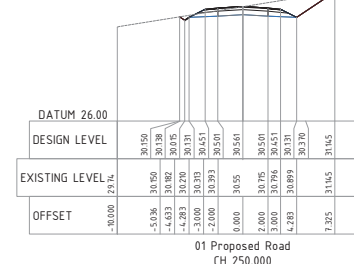 DATUM 26.00
DESIGN LEVEL 30.150 30.138 30.015 30.131 30.451 30.501 30.561 30.501 30.451 30.131 30.370 31.145
EXISTING LEVEL 29.74 30.150 30.182 30.210 30.313 30.393 30.55 30.715 30.796 30.899 31.145
OFFSET -10.000 -5.036 -4.633 -4.283 -3.000 -2.000 0.000 2.000 3.000 4.283 7.325
01 Proposed Road
CH 250.000